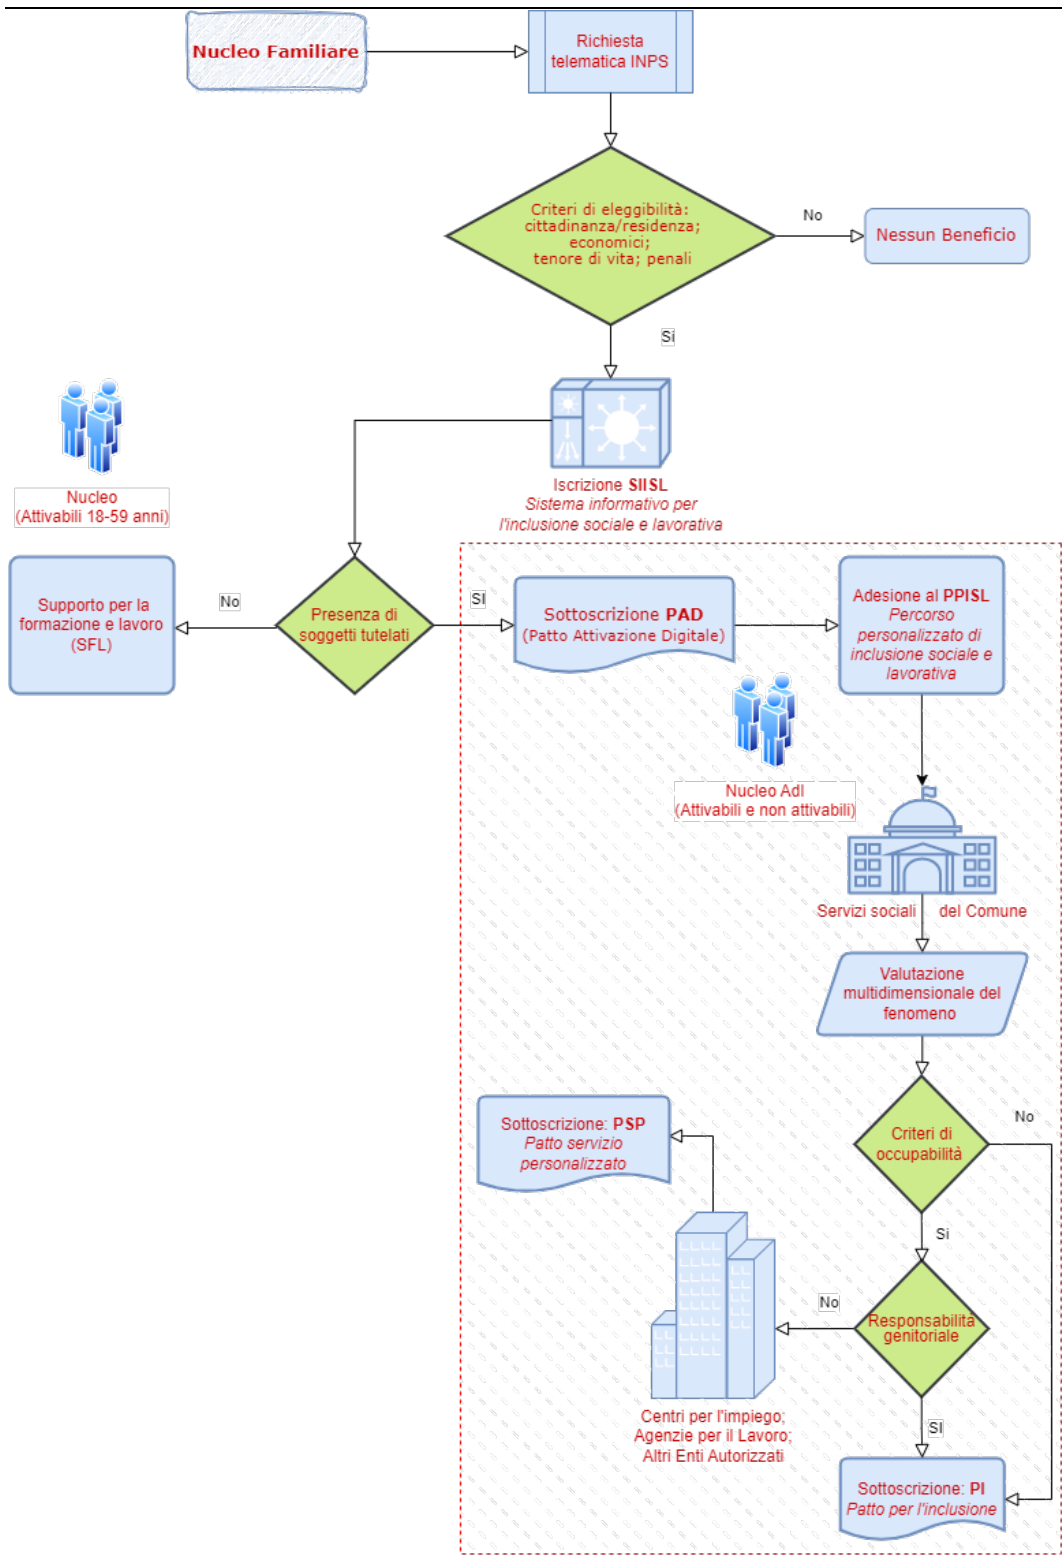 Nucleo Familiare
Richiesta
telematica INPS
Criteri di eleggibilità:
cittadinanza/residenza;
economici;
tenore di vita; penali
No
Nessun Beneficio
Si
Iscrizione SIISL
Sistema informativo per
l'inclusione sociale e lavorativa
Nucleo
(Attivabili 18-59 anni)
Supporto per la
formazione e lavoro
(SFL)
No
Presenza di
soggetti tutelati
SI
Sottoscrizione PAD
(Patto Attivazione Digitale)
Adesione al PPISL
Percorso
personalizzato di
inclusione sociale e
lavorativa
Nucleo AdI
(Attivabili e non attivabili)
Servizi sociali del Comune
Valutazione
multidimensionale del
fenomeno
Criteri di
occupabilità
No
Si
Sottoscrizione: PSP
Patto servizio
personalizzato
Responsabilità
genitoriale
No
Centri per l'impiego;
Agenzie per il Lavoro;
Altri Enti Autorizzati
SI
Sottoscrizione: PI
Patto per l'inclusione